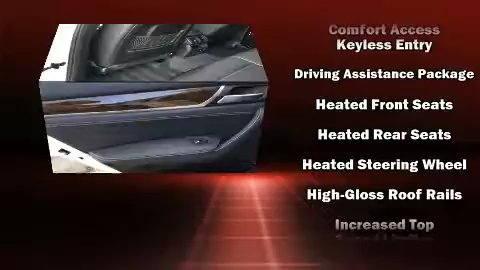 Comfort Access
Keyless Entry
Driving Assistance Package
Heated Front Seats
Heated Rear Seats
Heated Steering Wheel
High-Gloss Roof Rails
Increased Top